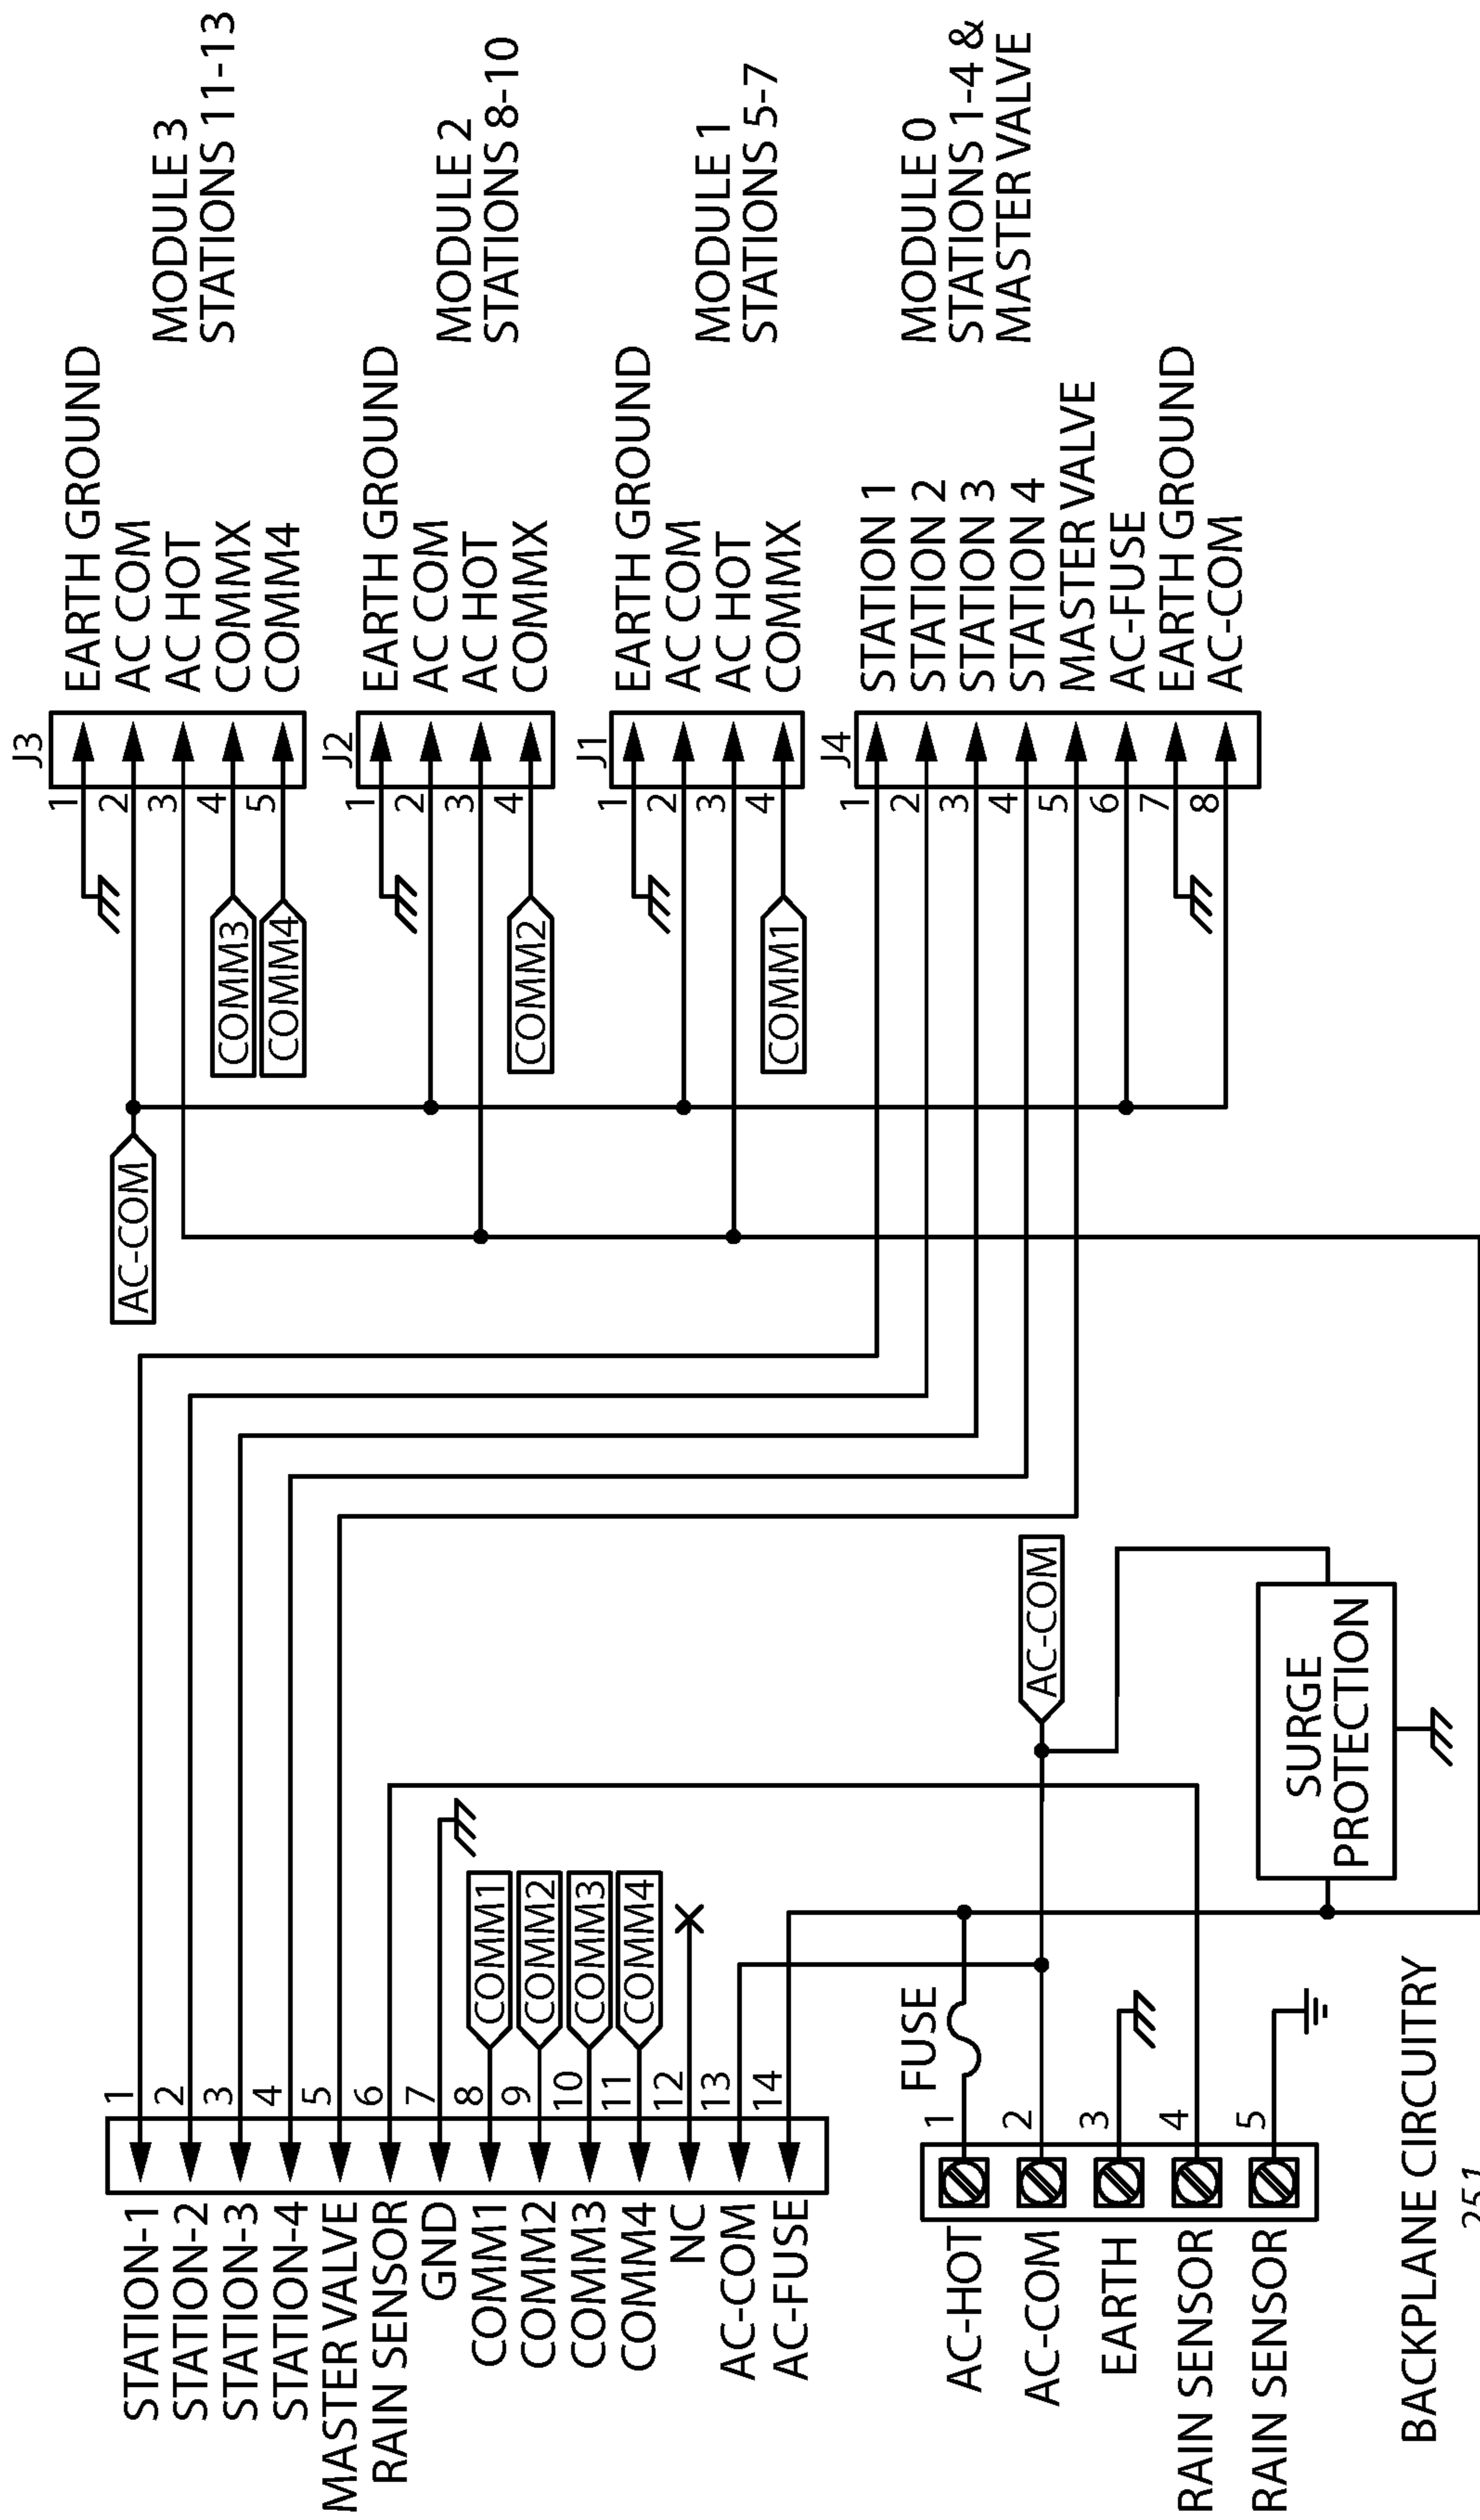 J3
1
2
3
4
5
EARTH GROUND
AC COM
AC HOT
COMMX
COMM4
MODULE 3
STATIONS 11-13
J2
1
2
3
4
EARTH GROUND
AC COM
AC HOT
COMMX
MODULE 2
STATIONS 8-10
J1
1
2
3
4
EARTH GROUND
AC COM
AC HOT
COMMX
MODULE 1
STATIONS 5-7
J4
1
2
3
4
5
6
7
8
STATION 1
STATION 2
STATION 3
STATION 4
MASTER VALVE
AC-FUSE
EARTH GROUND
AC-COM
MODULE 0
STATIONS 1-4 &
MASTER VALVE
AC-COM
COMM3
COMM4
COMM2
COMM1
STATION-1
STATION-2
STATION-3
STATION-4
MASTER VALVE
RAIN SENSOR
GND
COMM1
COMM2
COMM3
COMM4
NC
AC-COM
AC-FUSE
1
2
3
4
5
6
7
8
9
10
11
12
13
14
COMM1
COMM2
COMM3
COMM4
AC-COM
FUSE
AC-HOT
AC-COM
EARTH
RAIN SENSOR
RAIN SENSOR
1
2
3
4
5
SURGE
PROTECTION
BACKPLANE CIRCUITRY
251